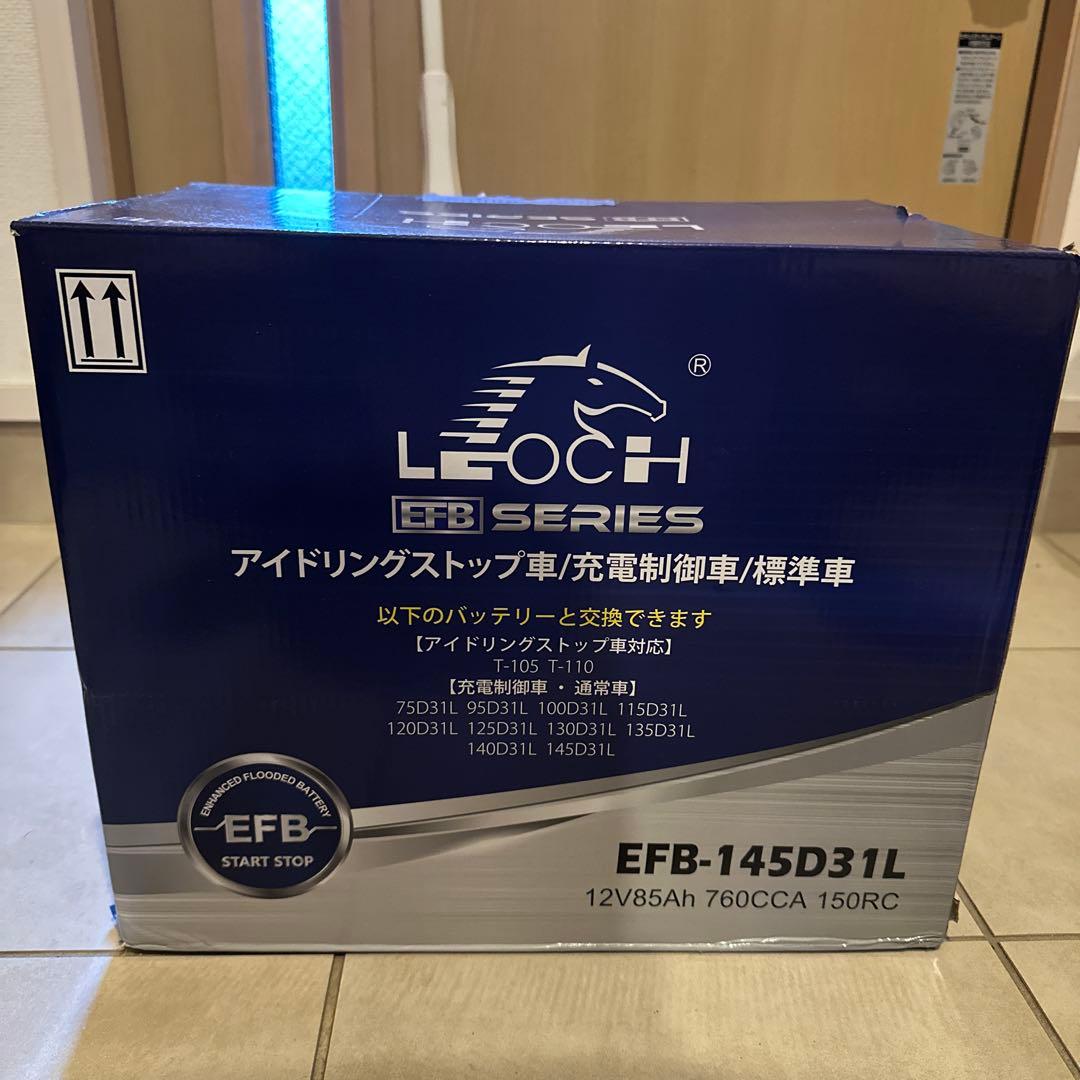 LEOCH
EFB SERIES
LEOCH
®
EFB SERIES
アイドリングストップ車/充電制御車/標準車
以下のバッテリーと交換できます
【アイドリングストップ車対応】
T-105 T-110
【充電制御車 ・ 通常車】
75D31L 95D31L 100D31L 115D31L
120D31L 125D31L 130D31L 135D31L
140D31L 145D31L
ENHANCED FLOODED BATTERY
EFB
START STOP
EFB-145D31L
12V85Ah 760CCA 150RC